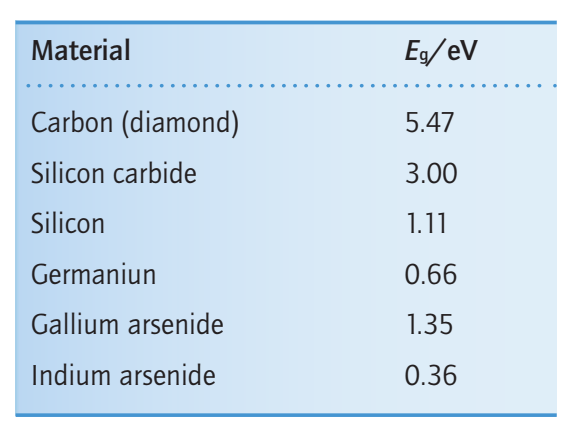 Material E_g/eV
Carbon (diamond) 5.47
Silicon carbide 3.00
Silicon 1.11
Germaniun 0.66
Gallium arsenide 1.35
Indium arsenide 0.36